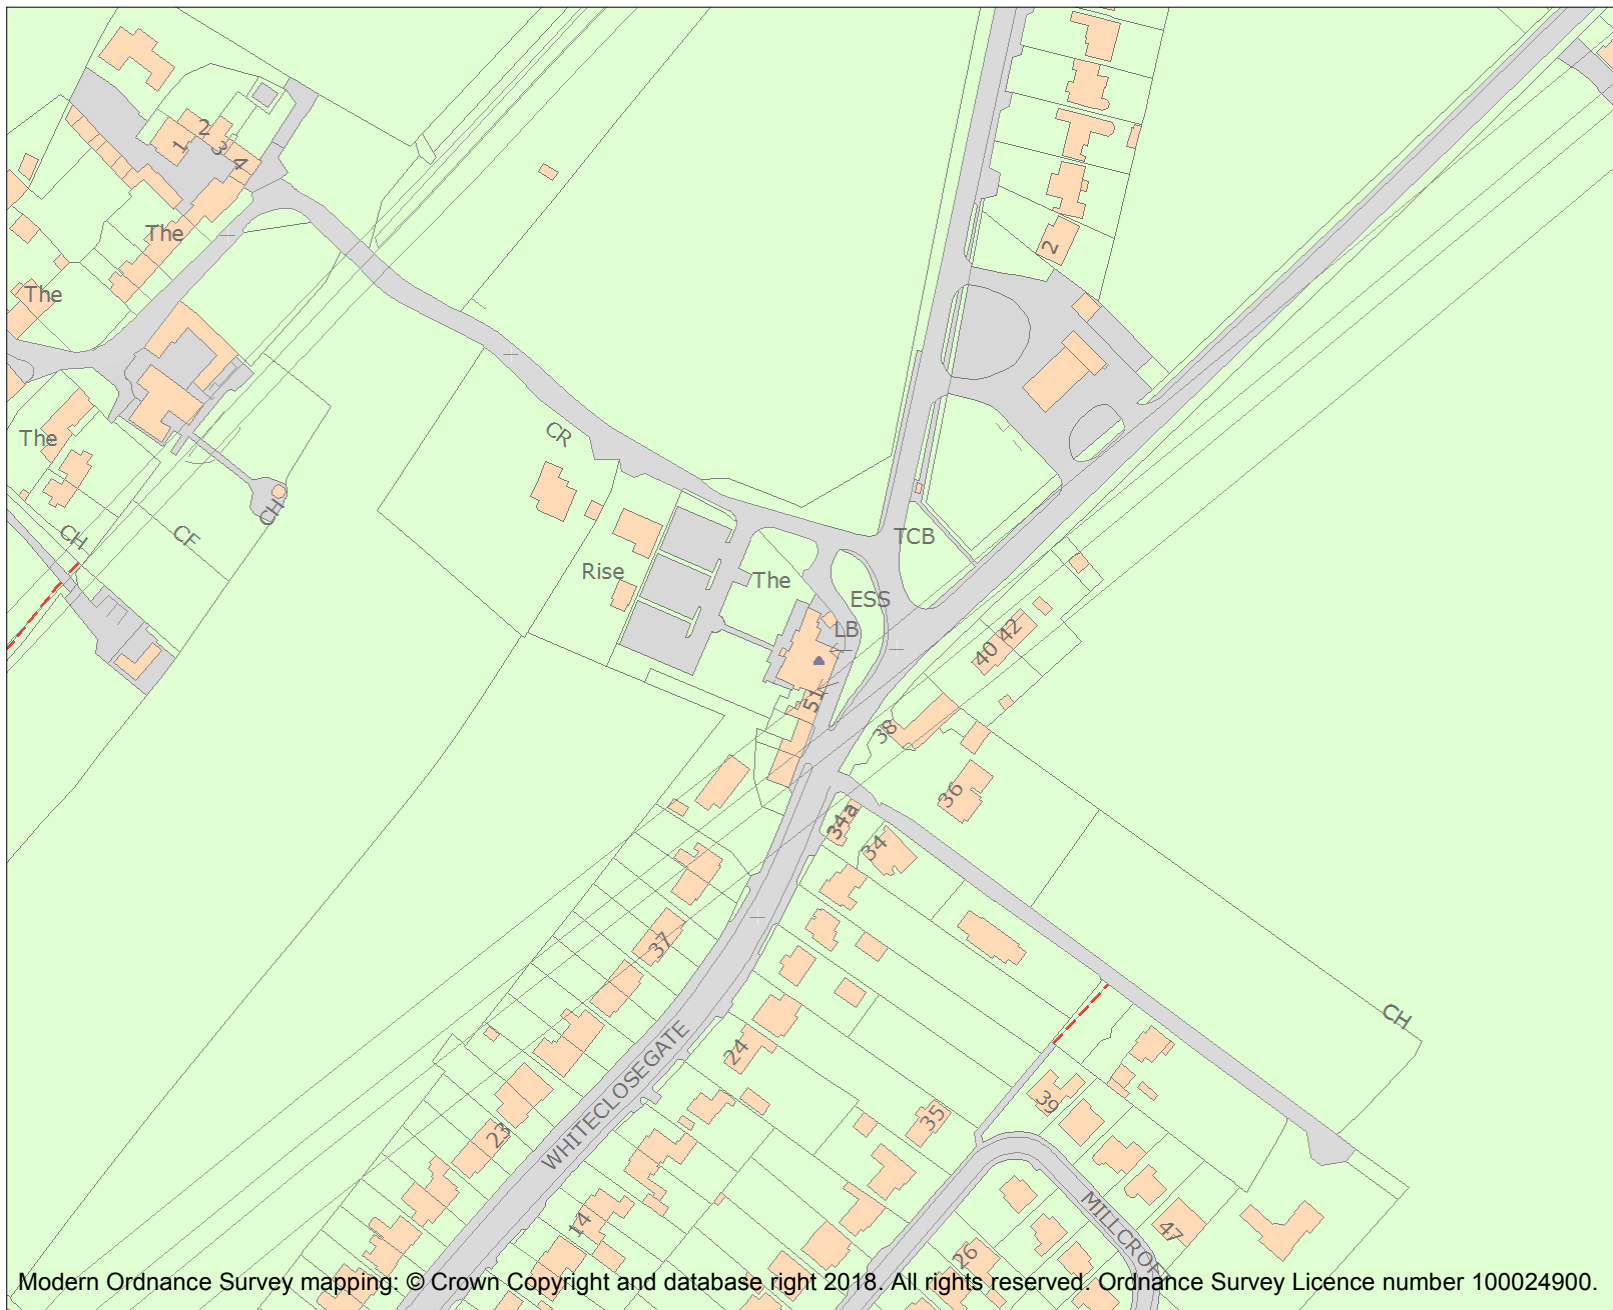 2
1
3
4
The
2
The
CR
The
CH
TCB
CH
CF
Rise
The
ESS
LB
42
40
51
38
36
34a
34
37
CH
WHITECLOSEGATE
24
39
35
23
MILLCROFT
14
47
26
Modern Ordnance Survey mapping: © Crown Copyright and database right 2018. All rights reserved. Ordnance Survey Licence number 100024900.